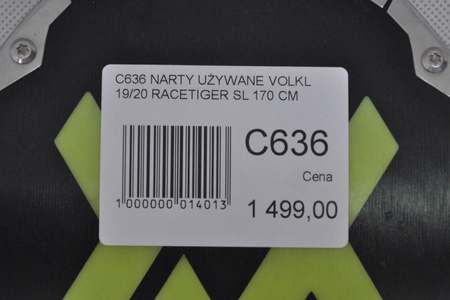 C636 NARTY UŻYWANE VOLKL
19/20 RACETIGER SL 170 CM
C636
Cena
1 000000 014013
1 499,00